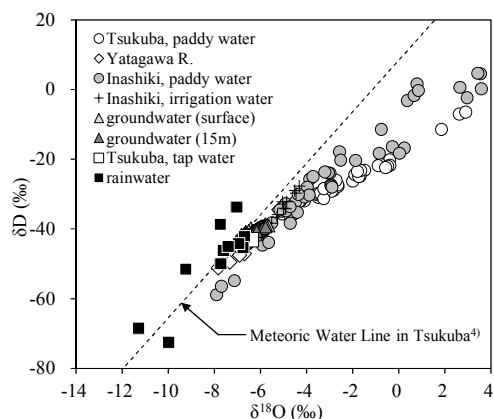 20
0
-20
-40
-60
-80
δD (‰)
Tsukuba, paddy water
Yatagawa R.
Inashiki, paddy water
Inashiki, irrigation water
groundwater (surface)
groundwater (15m)
Tsukuba, tap water
rainwater
Meteoric Water Line in Tsukuba⁴⁾
-14 -12 -10 -8 -6 -4 -2 0 2 4
δ¹⁸O (‰)